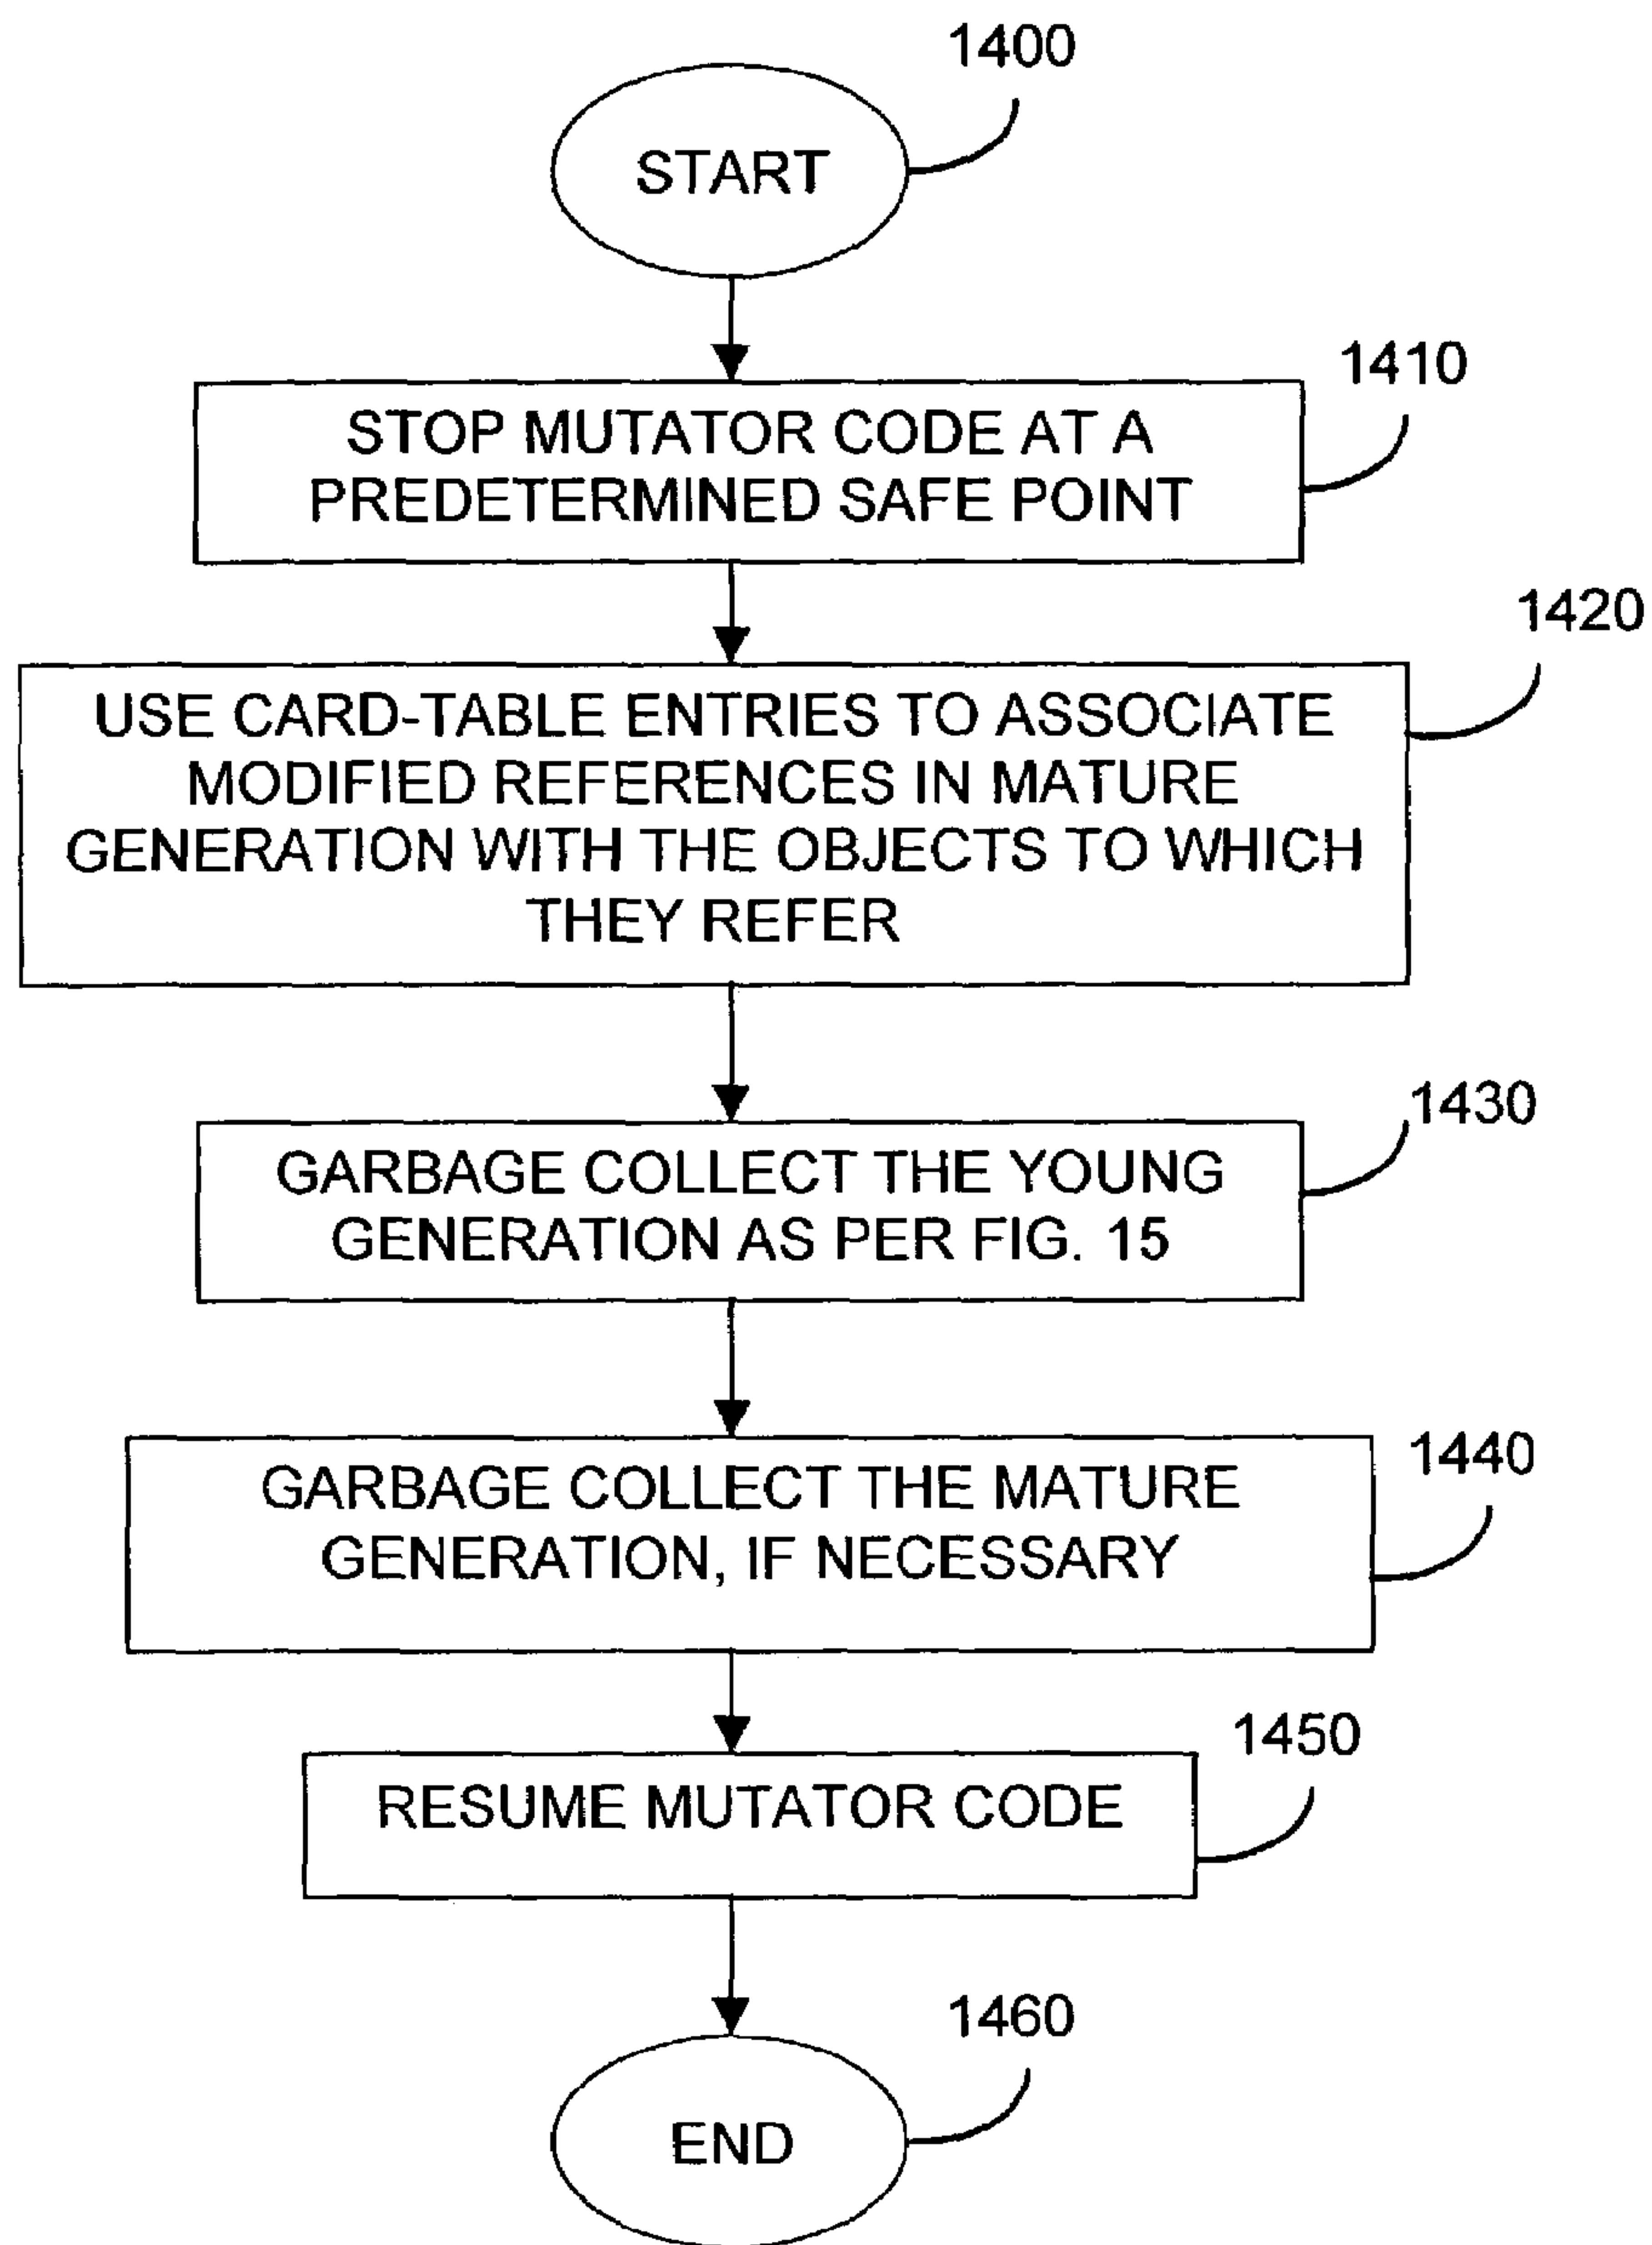 1400
START
1410
STOP MUTATOR CODE AT A
PREDETERMINED SAFE POINT
1420
USE CARD-TABLE ENTRIES TO ASSOCIATE
MODIFIED REFERENCES IN MATURE
GENERATION WITH THE OBJECTS TO WHICH
THEY REFER
1430
GARBAGE COLLECT THE YOUNG
GENERATION AS PER FIG. 15
1440
GARBAGE COLLECT THE MATURE
GENERATION, IF NECESSARY
1450
RESUME MUTATOR CODE
1460
END